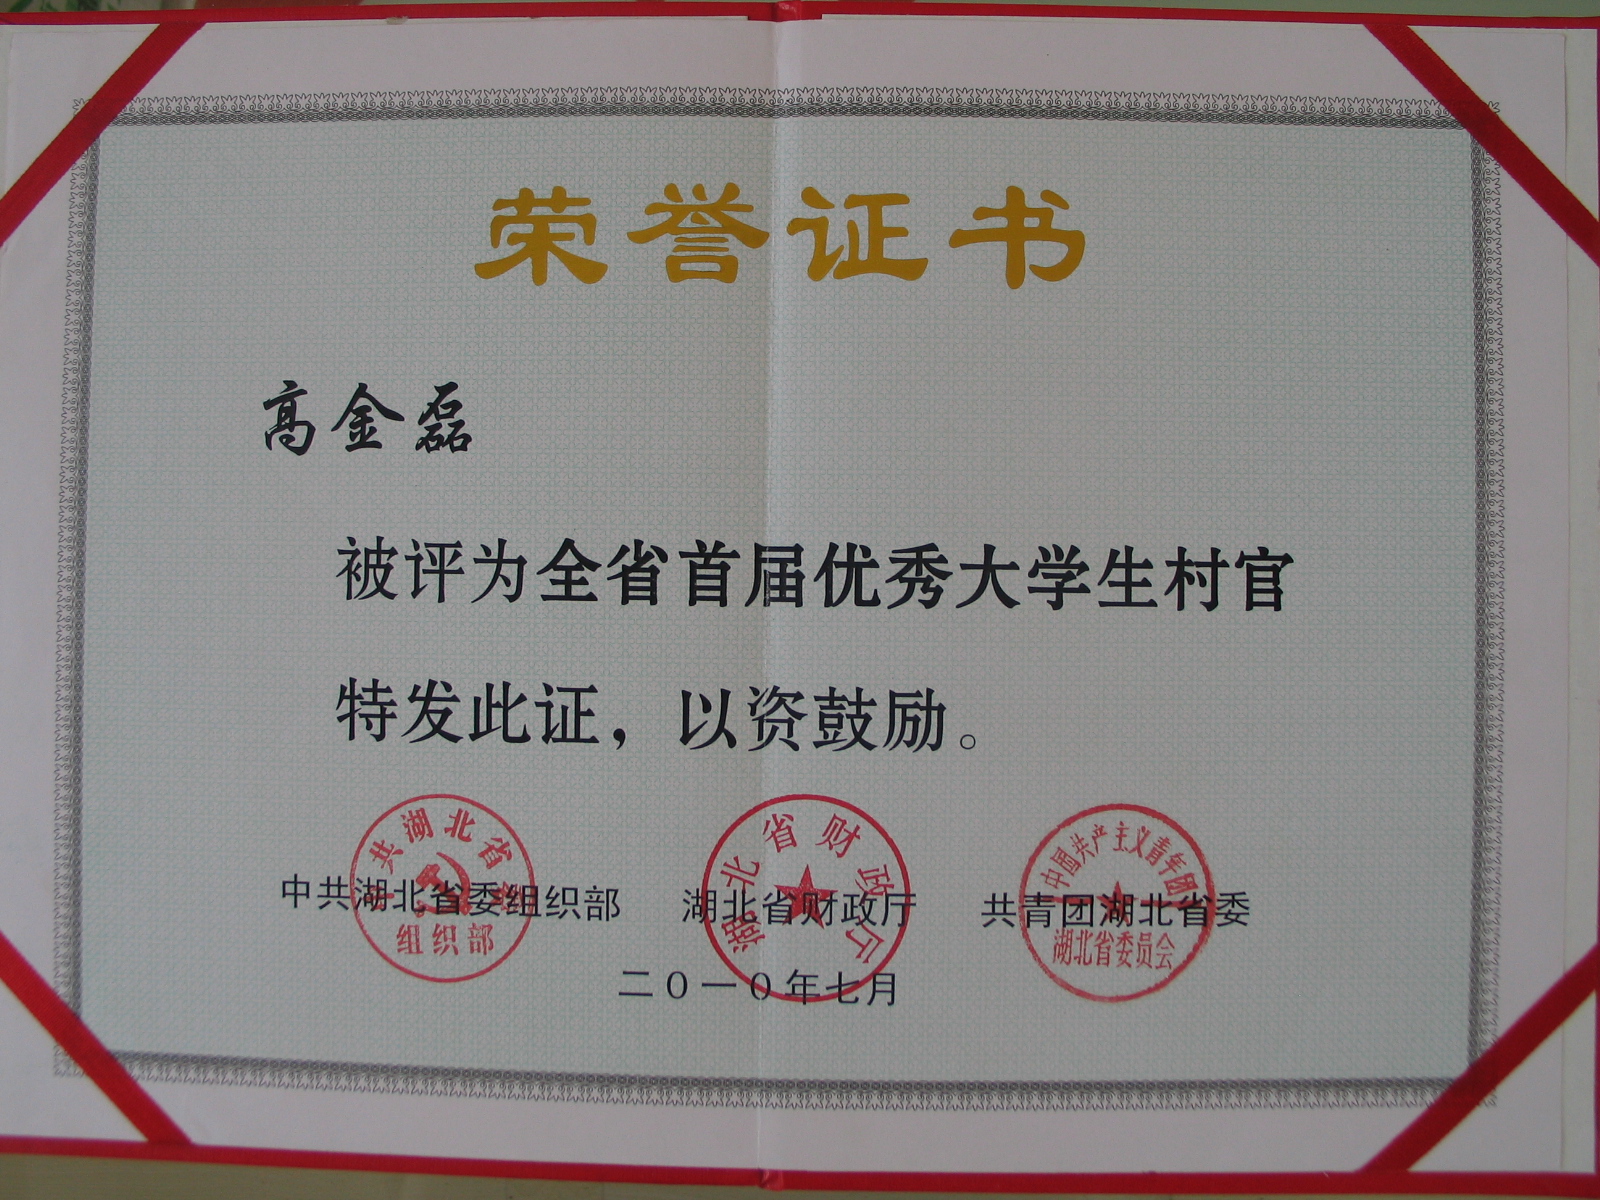 荣誉证书
高金磊
被评为全省首届优秀大学生村官
特发此证，以资鼓励。
中共湖北省委组织部 湖北省财政厅 共青团湖北省委
二〇一〇年七月
中共湖北省委
组织部
湖北省财政厅
中国共产主义青年团
湖北省委员会